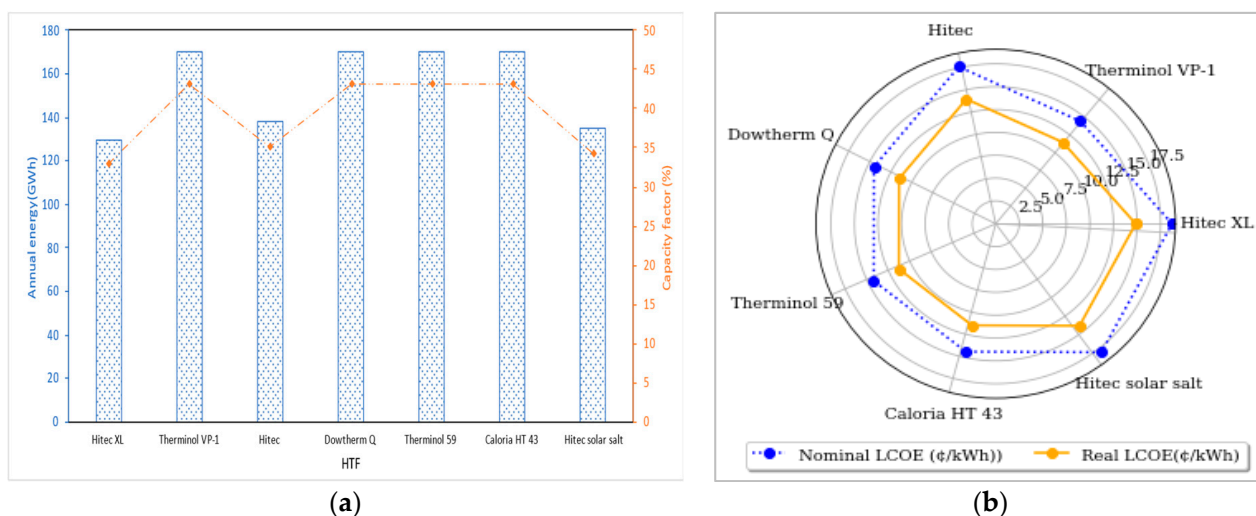 180
160
140
120
100
80
60
40
20
0
Annual energy(GWh)
50
45
40
35
30
25
20
15
10
5
0
Capacity factor (%)
Hitec XL
Therminol VP-1
Hitec
Dowtherm Q
Therminol 59
Caloria HT 43
Hitec solar salt
HTF
(a)
Hitec
Therminol VP-1
Dowtherm Q
17.5
15.0
12.5
10.0
7.5
5.0
2.5
Hitec XL
Therminol 59
Hitec solar salt
Caloria HT 43
Nominal LCOE (¢/kWh))
Real LCOE(¢/kWh)
(b)